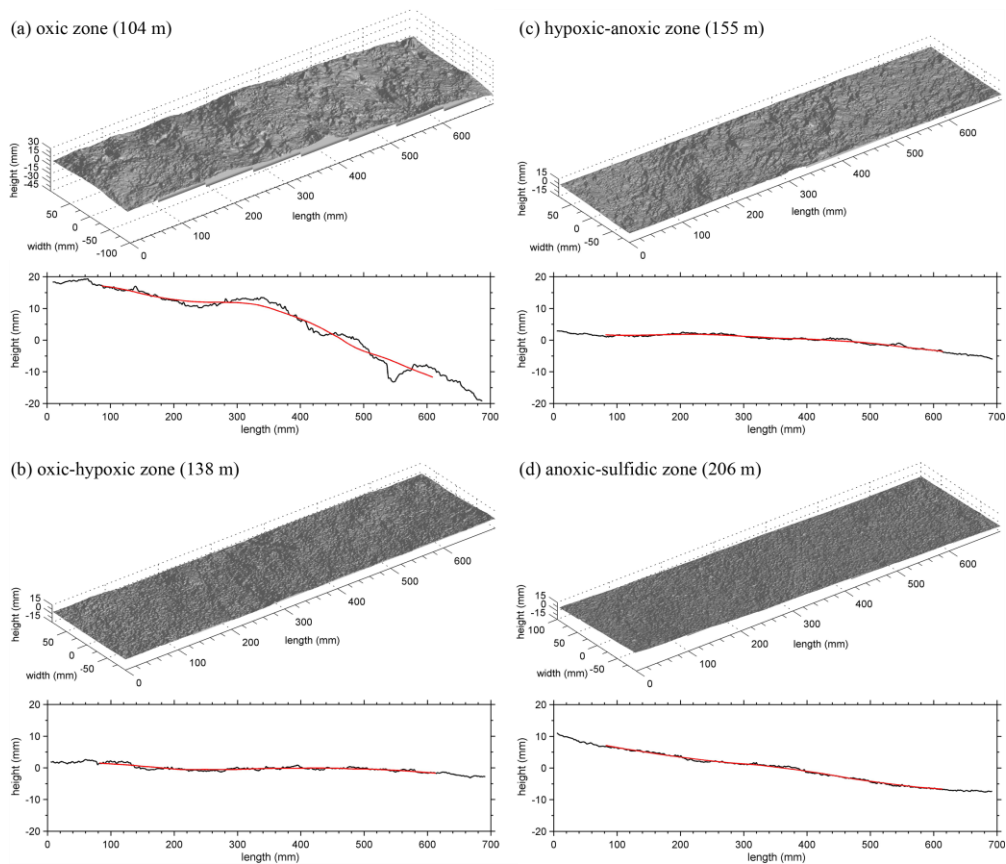 (a) oxic zone (104 m)
30
15
0
-15
-30
-45
height (mm)
50
0
-50
-100
width (mm)
0
100
200
300
400
500
600
length (mm)
20
10
0
-10
-20
height (mm)
0 100 200 300 400 500 600 700
length (mm)
(c) hypoxic-anoxic zone (155 m)
15
0
-15
height (mm)
50
0
-50
width (mm)
0
100
200
300
400
500
600
length (mm)
20
10
0
-10
-20
height (mm)
0 100 200 300 400 500 600 700
length (mm)
(b) oxic-hypoxic zone (138 m)
15
0
-15
height (mm)
50
0
-50
width (mm)
0
100
200
300
400
500
600
length (mm)
20
10
0
-10
-20
height (mm)
0 100 200 300 400 500 600 700
length (mm)
(d) anoxic-sulfidic zone (206 m)
15
0
-15
height (mm)
100
50
0
-50
width (mm)
0
100
200
300
400
500
600
length (mm)
20
10
0
-10
-20
height (mm)
0 100 200 300 400 500 600 700
length (mm)